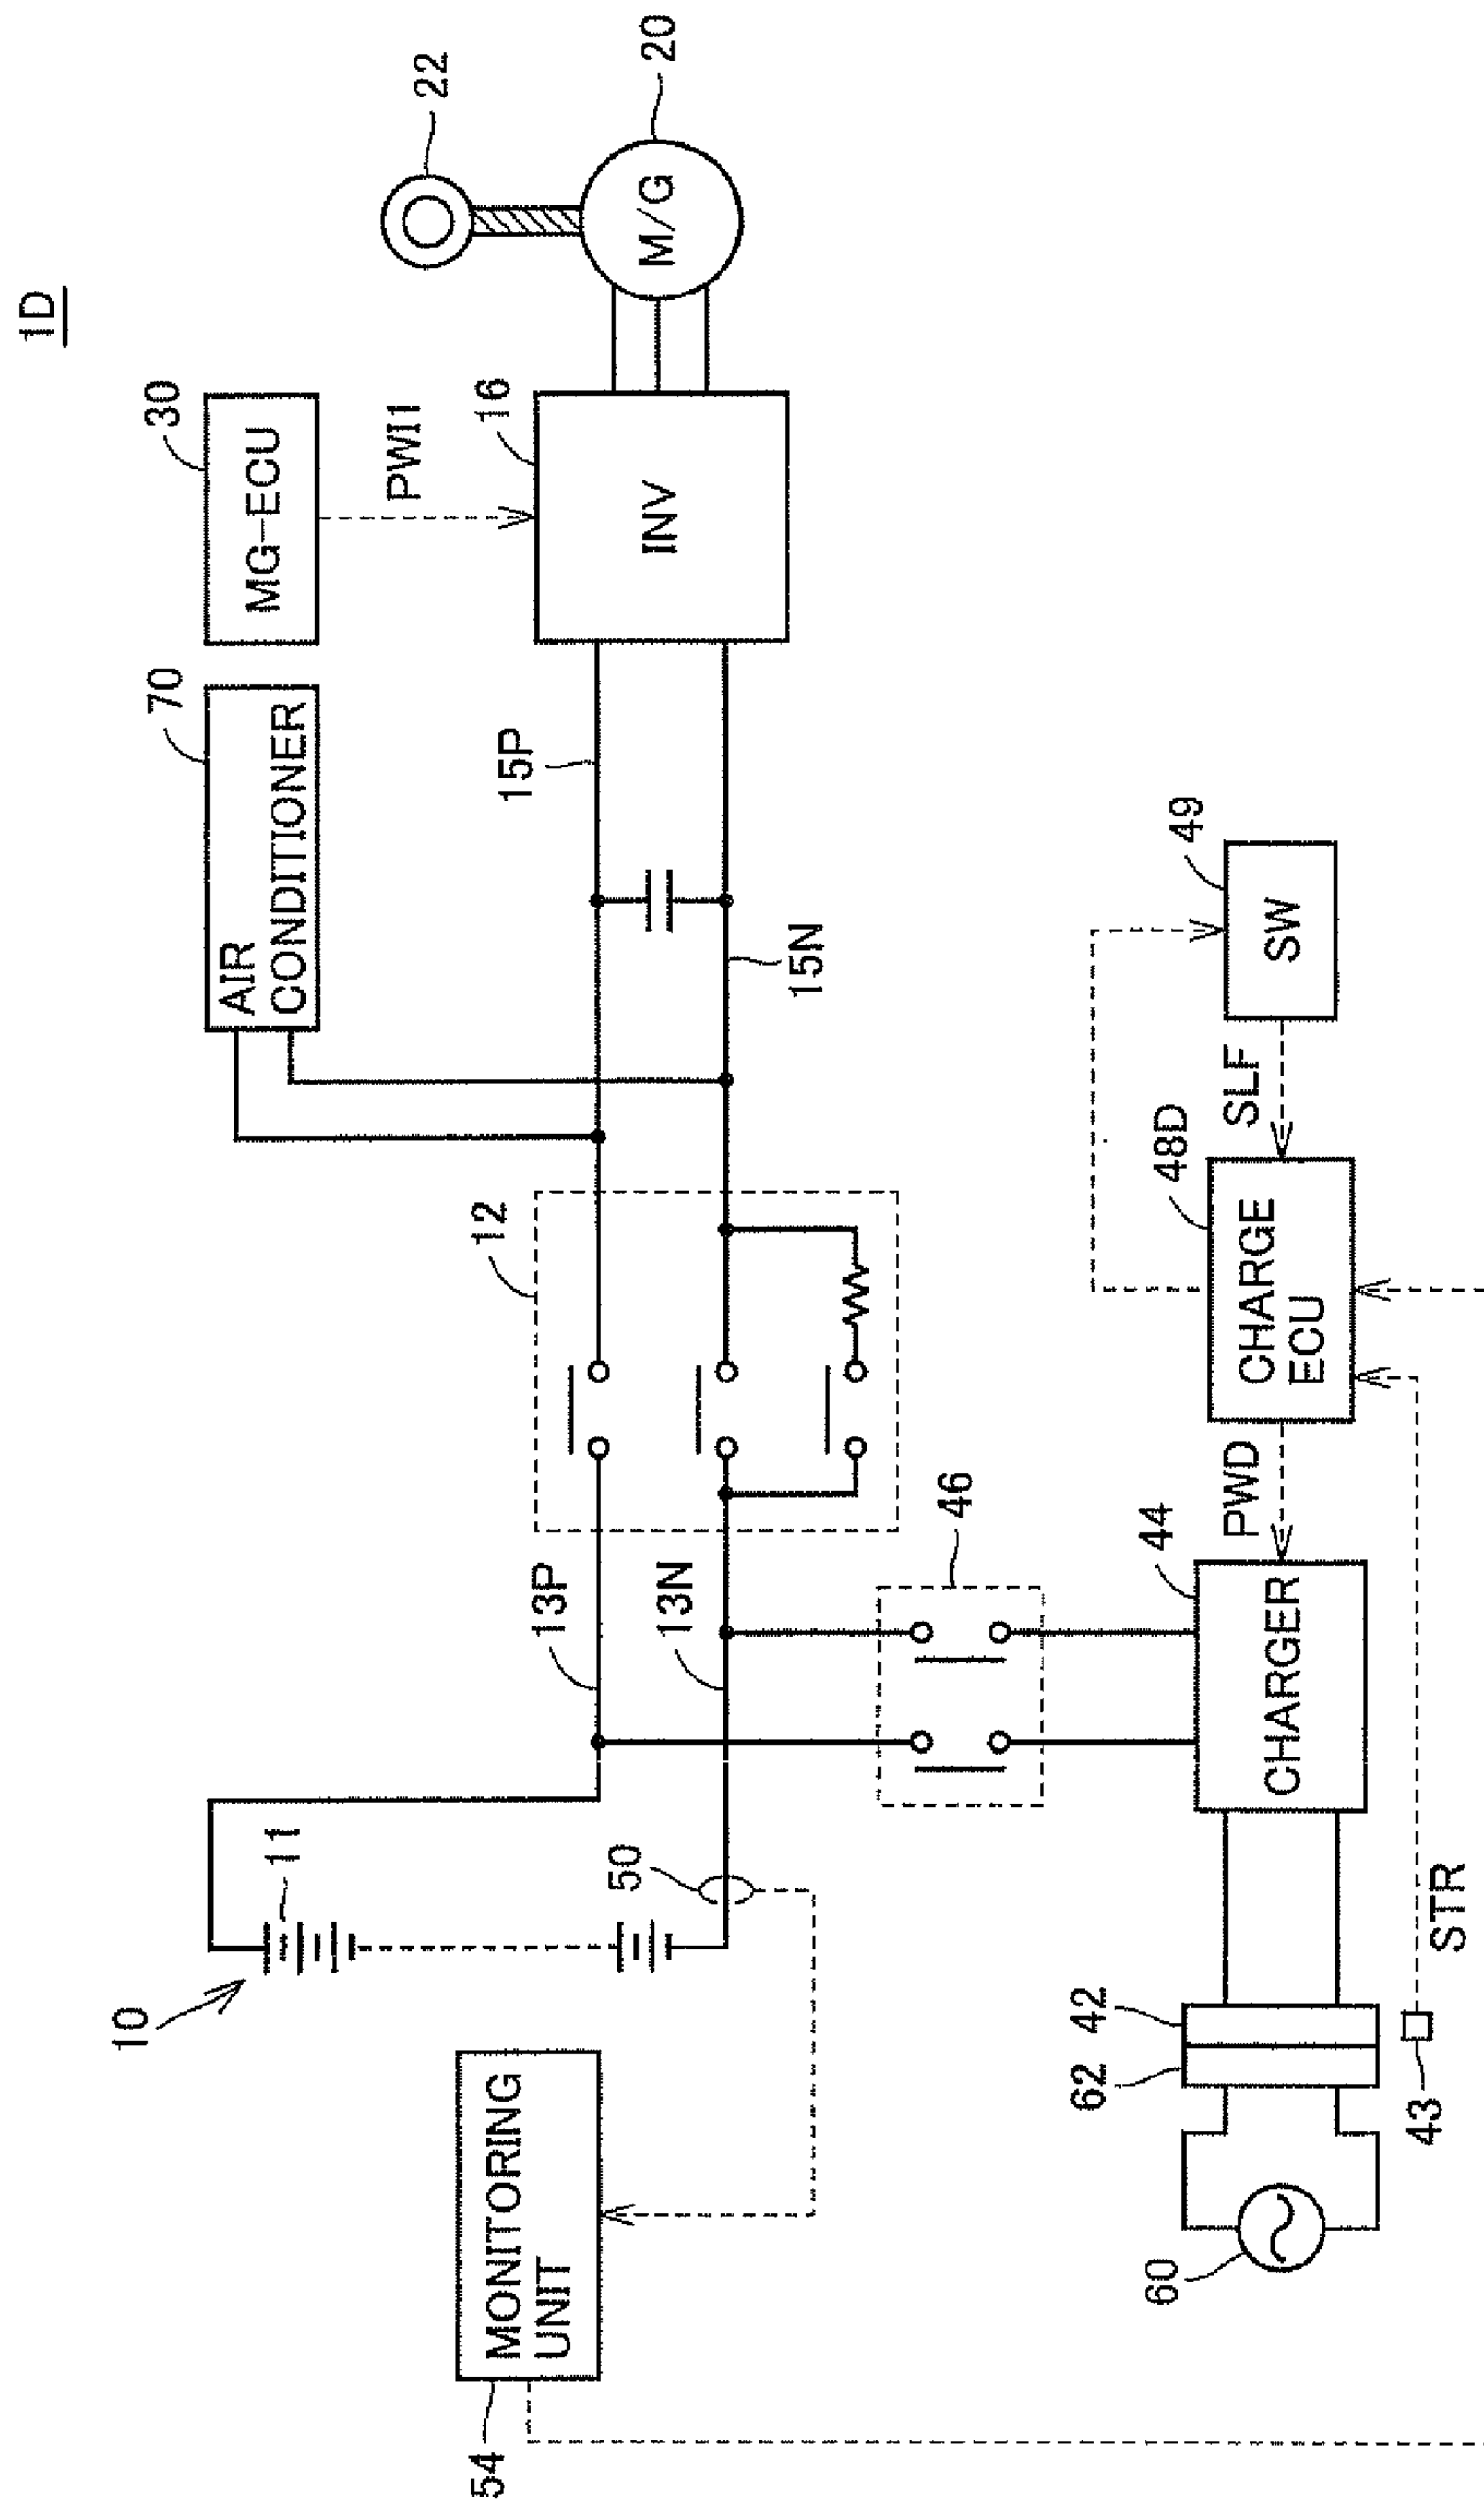 1D
22
20
M/G
30
MG-ECU
PWI1
16
INV
70
AIR
CONDITIONER
15P
15N
12
13P
13N
46
10
11
50
MONITORING
UNIT
54
49
SW
SLF
48D
CHARGE
ECU
PWD
44
CHARGER
STR
42
62
43
60